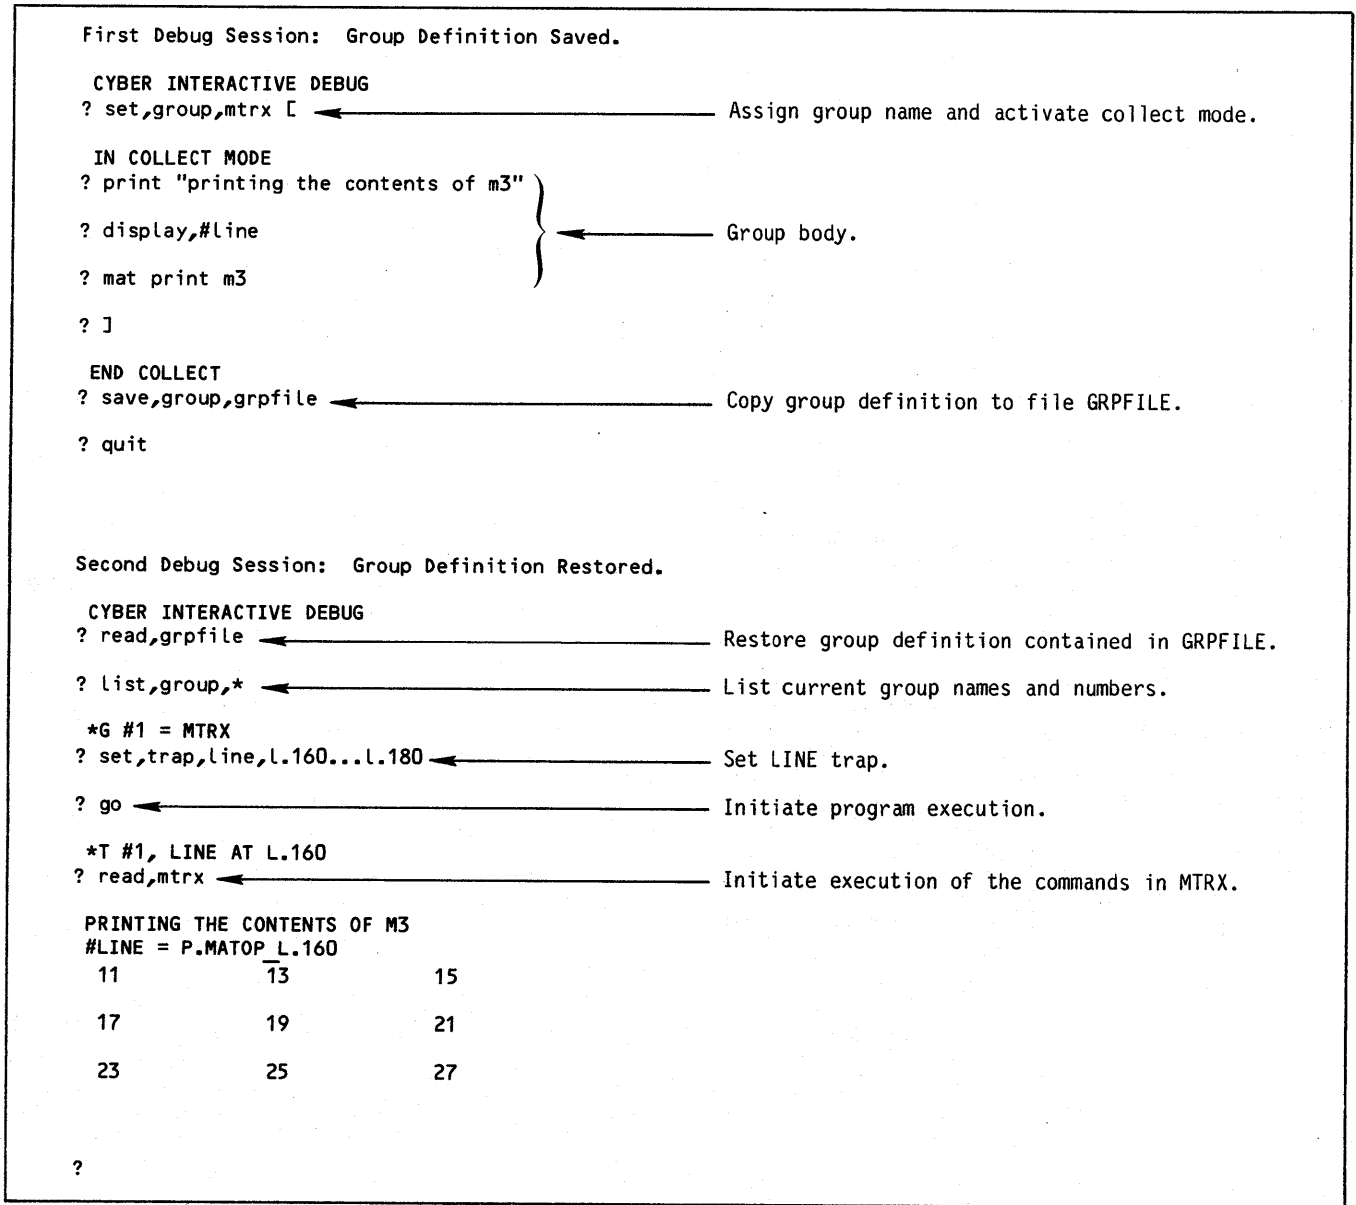 First Debug Session:  Group Definition Saved.
CYBER INTERACTIVE DEBUG
? set,group,mtrx [ Assign group name and activate collect mode.
IN COLLECT MODE
? print "printing the contents of m3"
? display,#line Group body.
? mat print m3
? ]
END COLLECT
? save,group,grpfile Copy group definition to file GRPFILE.
? quit
Second Debug Session:  Group Definition Restored.
CYBER INTERACTIVE DEBUG
? read,grpfile Restore group definition contained in GRPFILE.
? list,group,* List current group names and numbers.
*G #1 = MTRX
? set,trap,line,l.160...l.180 Set LINE trap.
? go Initiate program execution.
*T #1, LINE AT L.160
? read,mtrx Initiate execution of the commands in MTRX.
PRINTING THE CONTENTS OF M3
#LINE = P.MATOP_L.160
11 13 15
17 19 21
23 25 27
?